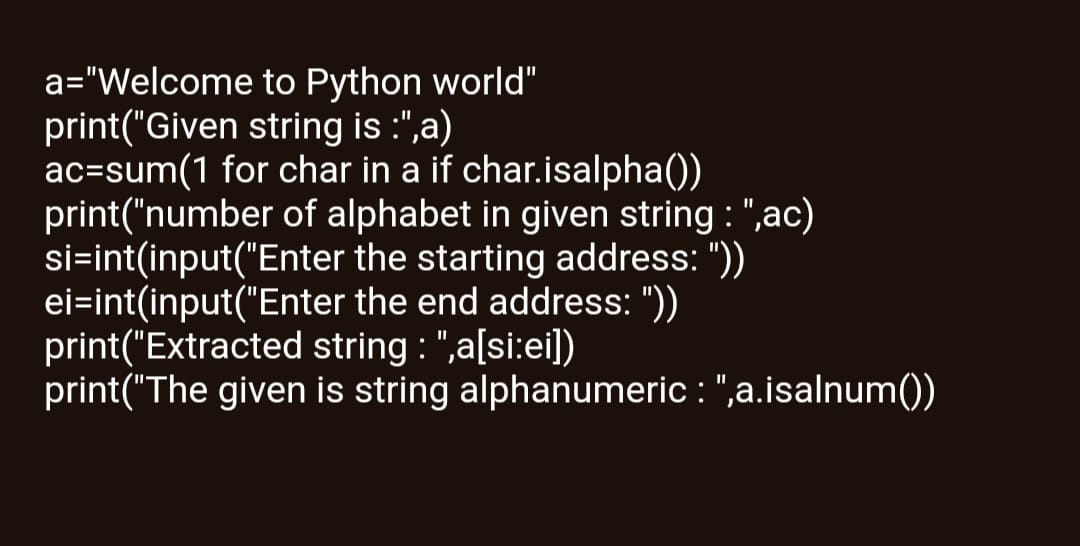 a="Welcome to Python world"
print("Given string is :",a)
ac=sum(1 for char in a if char.isalpha())
print("number of alphabet in given string : ",ac)
si=int(input("Enter the starting address: "))
ei=int(input("Enter the end address: "))
print("Extracted string : ",a[si:ei])
print("The given is string alphanumeric : ",a.isalnum())